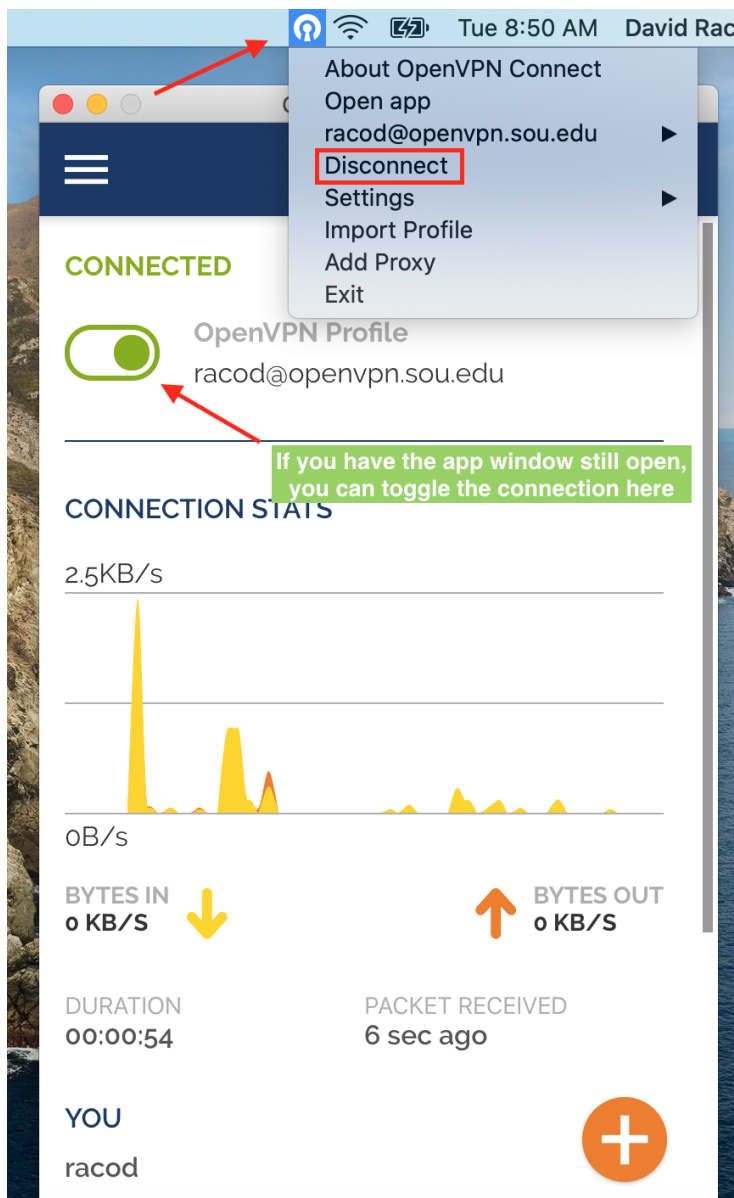 Tue 8:50 AM David Rac
About OpenVPN Connect
Open app
racod@openvpn.sou.edu
Disconnect
Settings
Import Profile
Add Proxy
Exit
CONNECTED
OpenVPN Profile
racod@openvpn.sou.edu
If you have the app window still open,
you can toggle the connection here
CONNECTION STATS
2.5KB/s
0B/s
BYTES IN
0 KB/S
BYTES OUT
0 KB/S
DURATION
00:00:54
PACKET RECEIVED
6 sec ago
YOU
racod